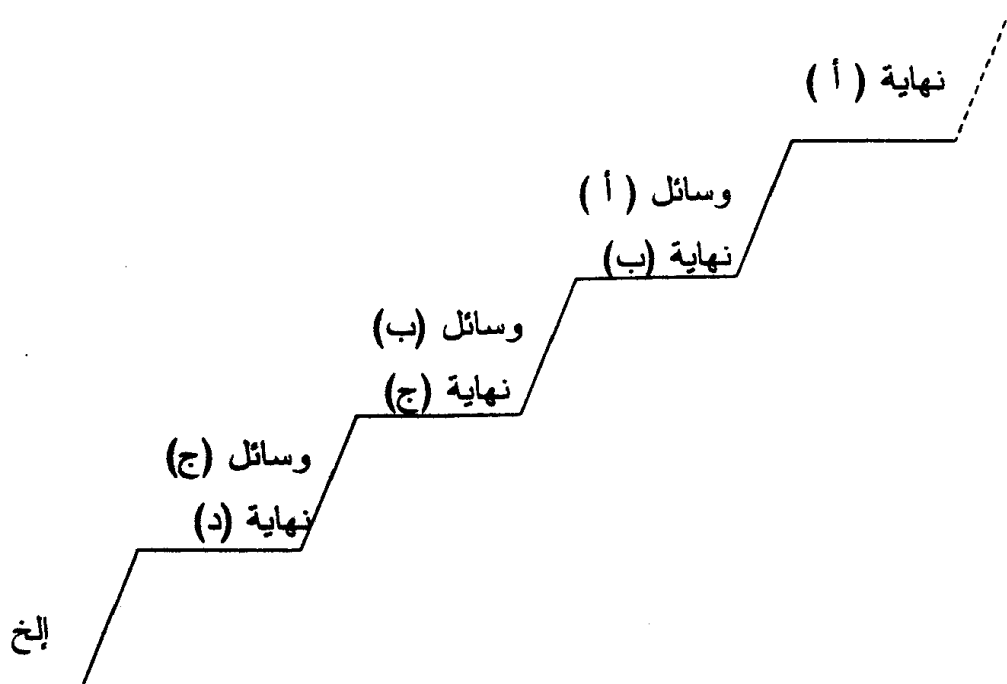 نهاية ( أ )
وسائل ( أ )
نهاية (ب)
وسائل (ب)
نهاية (ج)
وسائل (ج)
نهاية (د)
إلخ